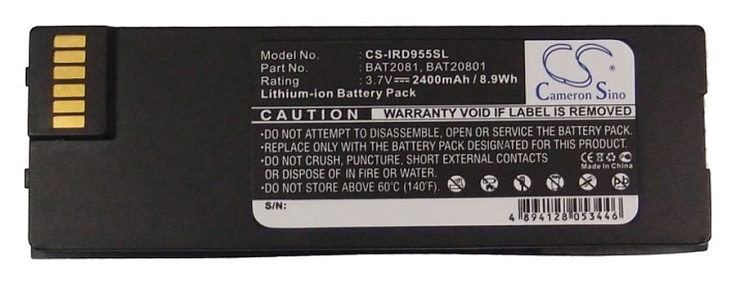 Model No. : CS-IRD955SL
Part No. : BAT2081, BAT20801
Rating : 3.7V⎓ 2400mAh / 8.9Wh
Lithium-ion Battery Pack
CS
Cameron Sino
CAUTION WARRANTY VOID IF LABEL IS REMOVED
•DO NOT ATTEMPT TO DISASSEMBLE, OPEN OR SERVICE THE BATTERY PACK.
•REPLACE ONLY WITH THE BATTERY PACK DESIGNATED FOR THIS PRODUCT.
•DO NOT CRUSH, PUNCTURE, SHORT EXTERNAL CONTACTS
OR DISPOSE OF IN FIRE OR WATER.
•DO NOT STORE ABOVE 60°C (140°F).
CE
Made In China
S/N:
4 894128 053446